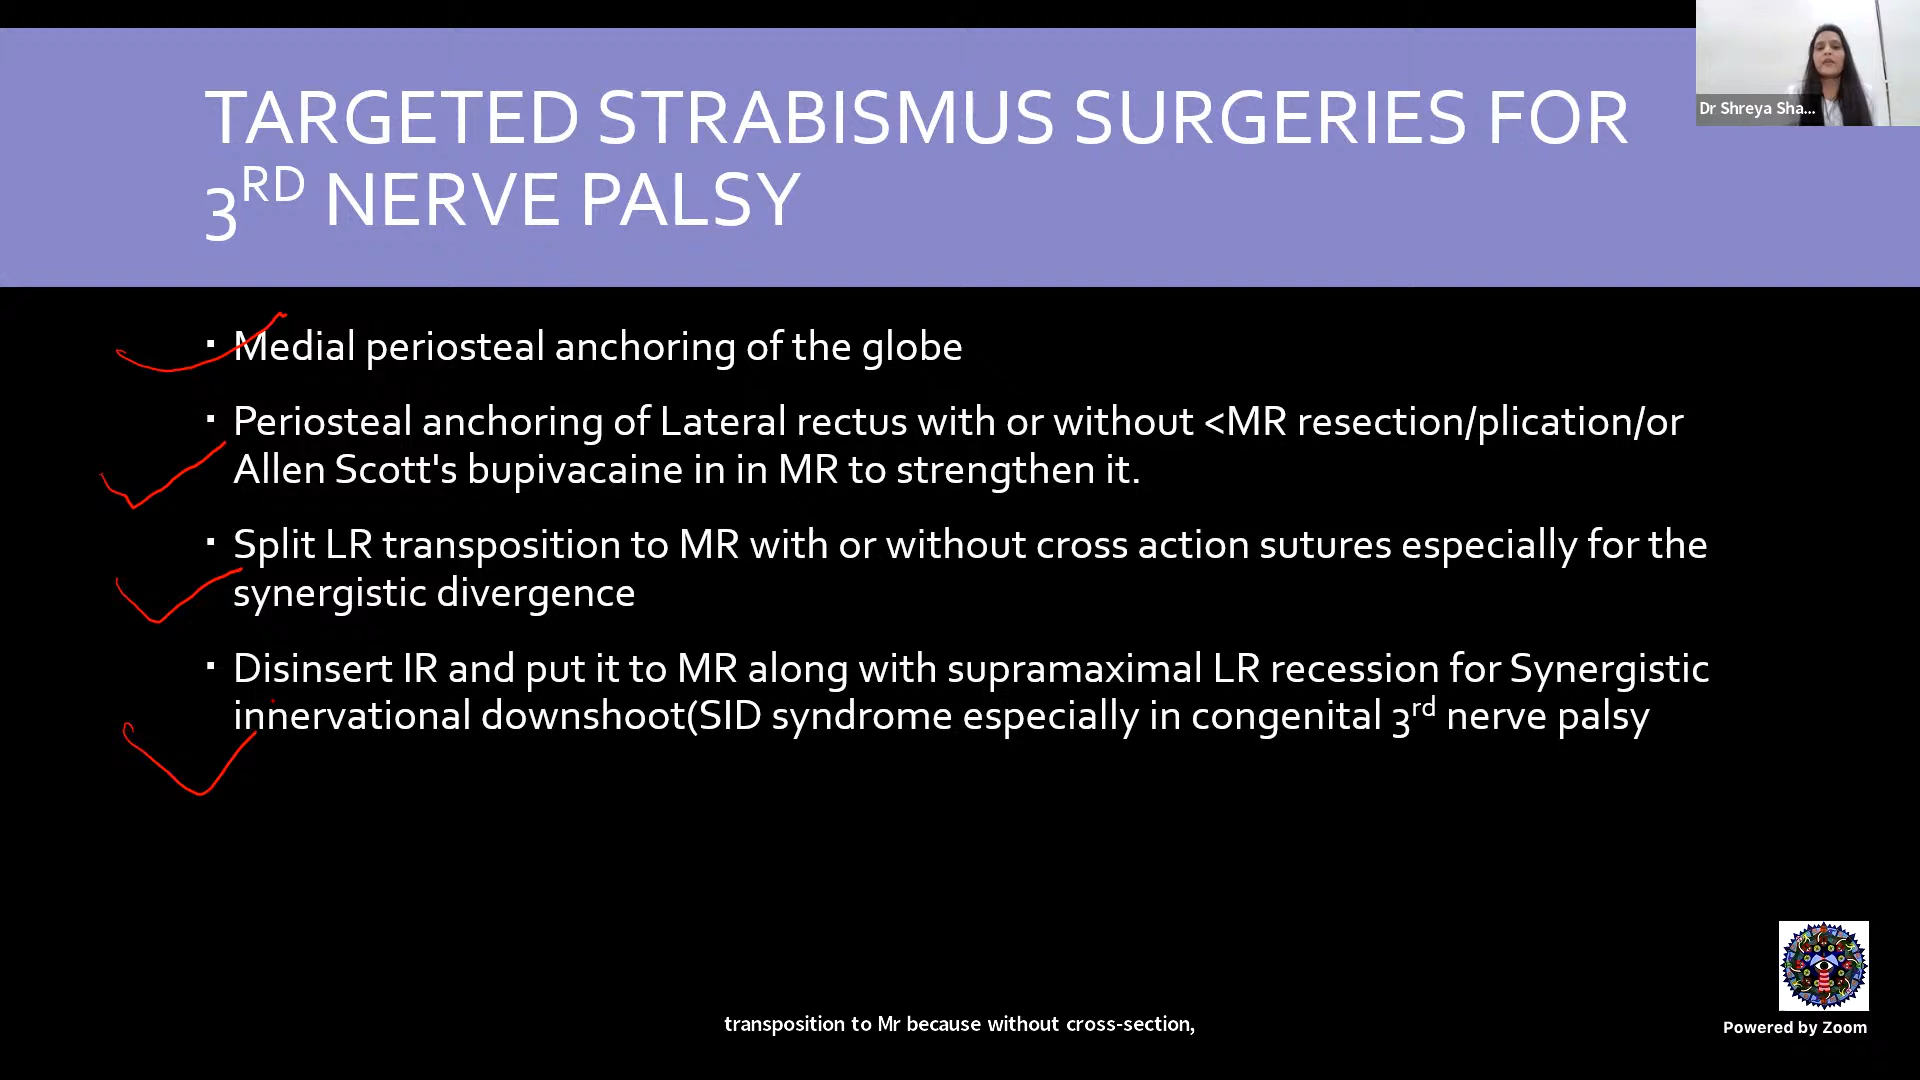 TARGETED STRABISMUS SURGERIES FOR
3RD NERVE PALSY
Dr Shreya Sha...
▪ Medial periosteal anchoring of the globe
▪ Periosteal anchoring of Lateral rectus with or without <MR resection/plication/or
Allen Scott's bupivacaine in in MR to strengthen it.
▪ Split LR transposition to MR with or without cross action sutures especially for the
synergistic divergence
▪ Disinsert IR and put it to MR along with supramaximal LR recession for Synergistic
innervational downshoot(SID syndrome especially in congenital 3rd nerve palsy
transposition to Mr because without cross-section,
Powered by Zoom